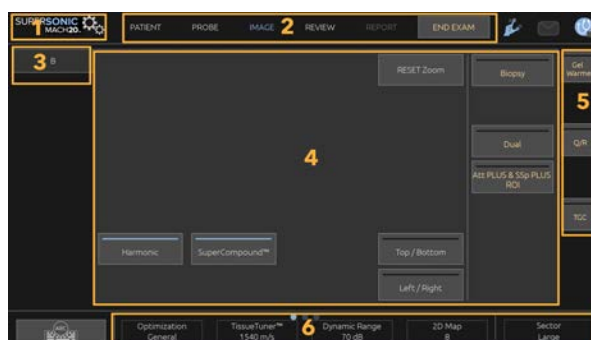 SUPERSONIC
MACH20
1
PATIENT PROBE IMAGE 2 REVIEW REPORT END EXAM
3 B
RESET Zoom
Biopsy
Gel
Warmer
5
4
Dual
Q/R
Att PLUS & SSp PLUS
ROI
TGC
Harmonic
SuperCompound™
Top / Bottom
Left / Right
Optimization
General
TissueTuner™
1540 m/s
6
Dynamic Range
70 dB
2D Map
8
Sector
Large